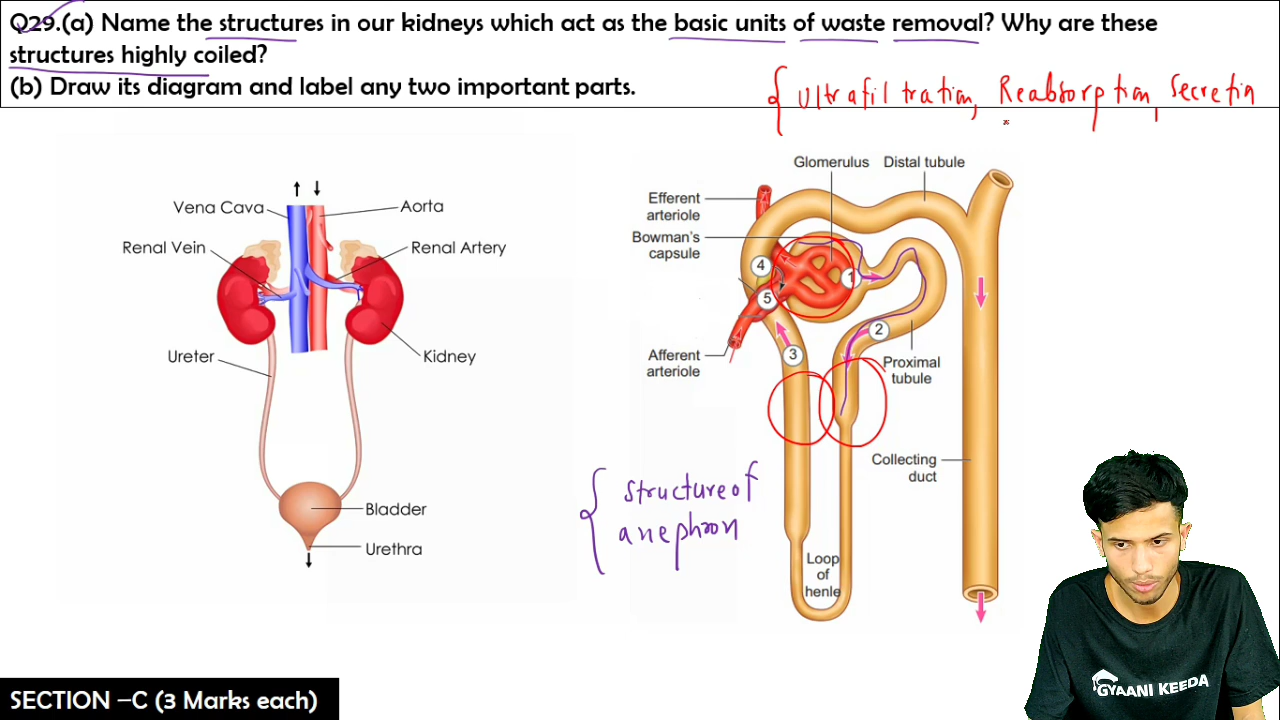 Q29.(a) Name the structures in our kidneys which act as the basic units of waste removal? Why are these
structures highly coiled?
(b) Draw its diagram and label any two important parts.
{ Ultrafiltration, Reabsorption, Secretin
Vena Cava
Aorta
Renal Vein
Renal Artery
Ureter
Kidney
Bladder
Urethra
Glomerulus
Distal tubule
Efferent
arteriole
Bowman's
capsule
4
1
5
2
3
Afferent
arteriole
Proximal
tubule
Collecting
duct
Loop
of
henle
{ structure of
a nephron
GYAANI KEEDA
SECTION –C (3 Marks each)